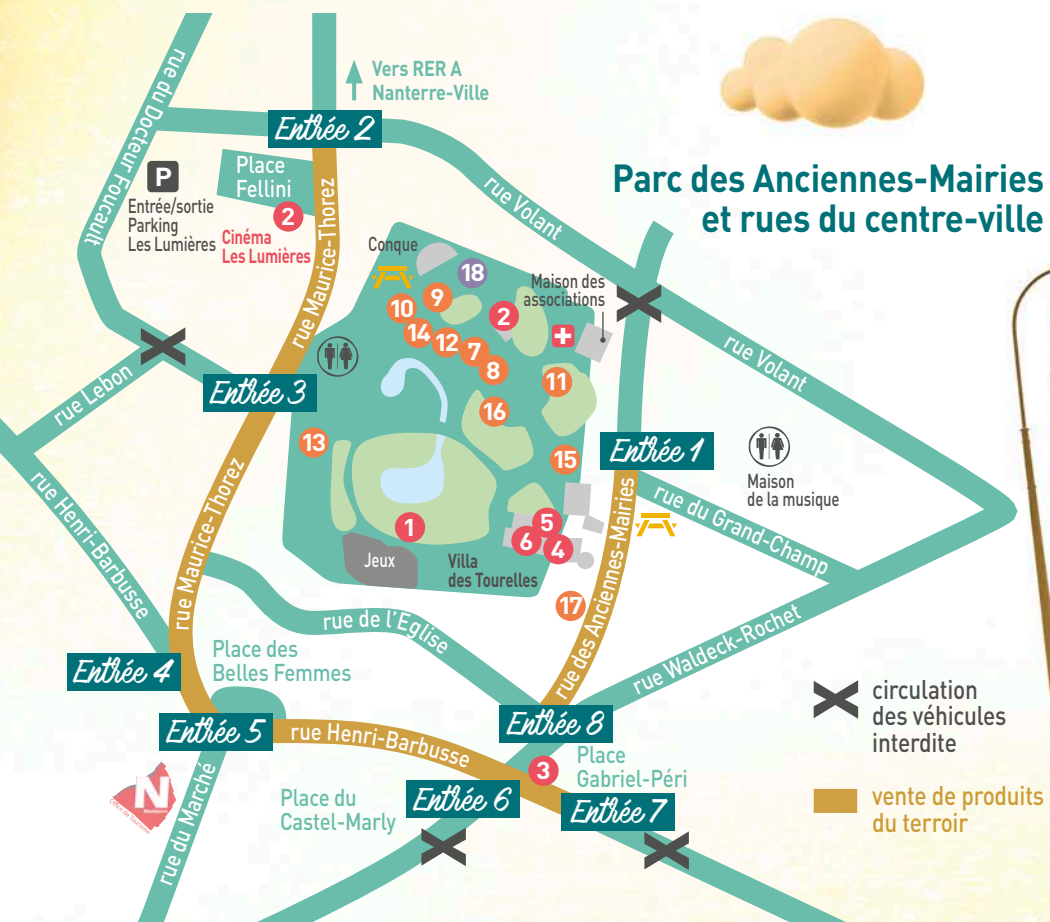 Vers RER A
Nanterre-Ville
rue du Docteur Foucault
Entrée 2
P
Entrée/sortie
Parking
Les Lumières
Place
Fellini
2
Cinéma
Les Lumières
rue Maurice-Thorez
rue Volant
Parc des Anciennes-Mairies
et rues du centre-ville
Conque
18
Maison des
associations
9
10
2
14
12
7
8
11
rue Volant
rue Lebon
Entrée 3
16
13
15
Entrée 1
Maison
de la musique
rue Henri-Barbusse
rue Maurice-Thorez
rue du Grand-Champ
rue des Anciennes-Mairies
1
5
6
4
Jeux
Villa
des Tourelles
17
rue de l'Eglise
rue Waldeck-Rochet
Entrée 4
Place des
Belles Femmes
Entrée 5
rue Henri-Barbusse
Entrée 8
3
Place
Gabriel-Péri
circulation
des véhicules
interdite
N
Office de Tourisme
rue du Marché
Place du
Castel-Marly
Entrée 6
Entrée 7
vente de produits
du terroir